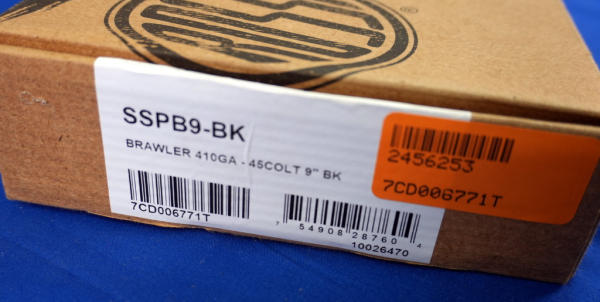 SSPB9-BK
BRAWLER 410GA - 45COLT 9" BK
7CD006771T
7 54908 28760 4
10026470
2456253
7CD006771T